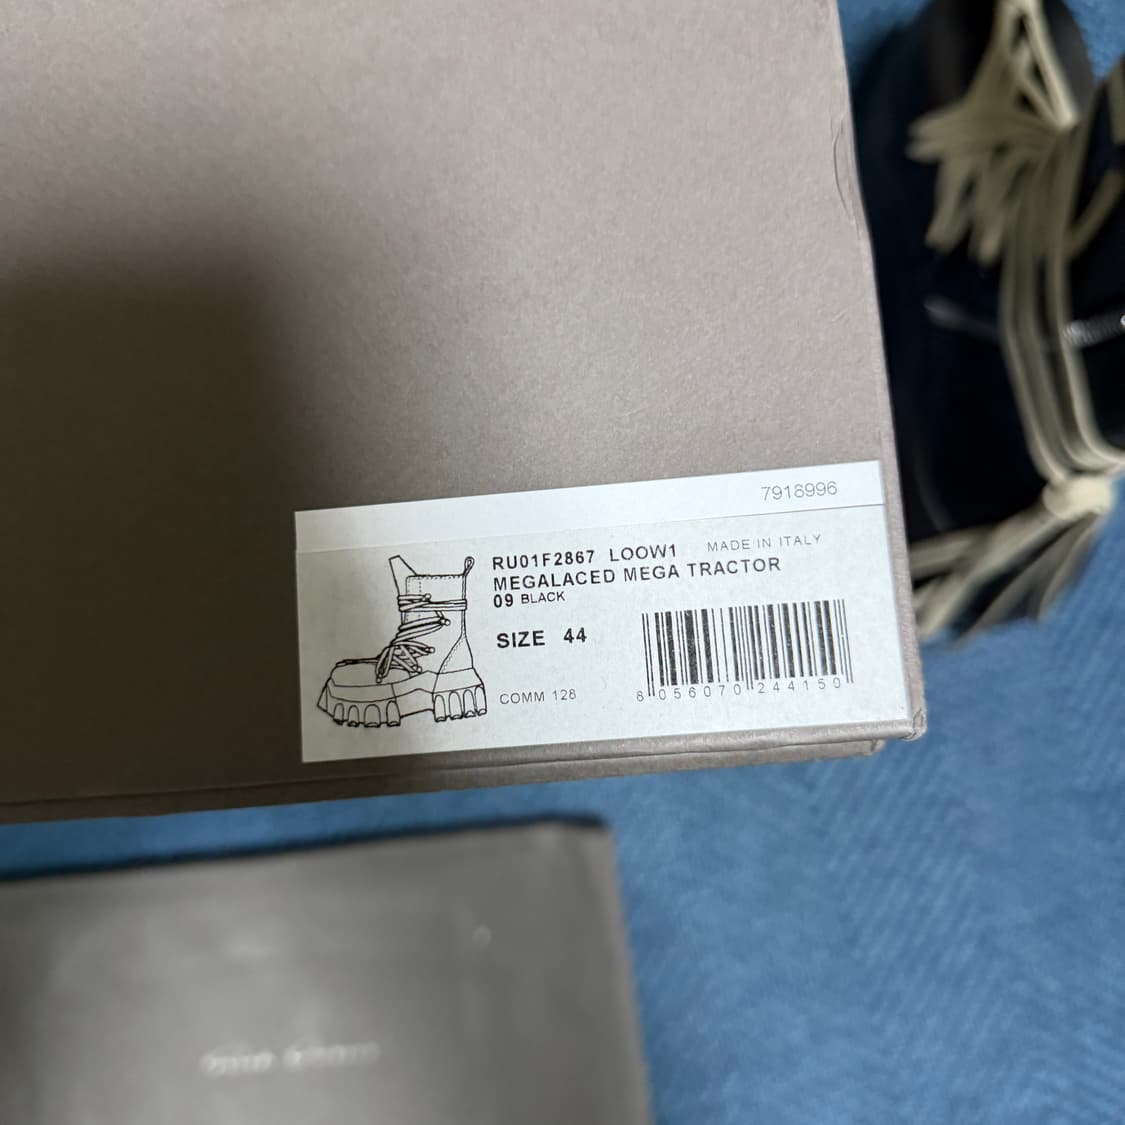 7918996
RU01F2867 LOOW1 MADE IN ITALY
MEGALACED MEGA TRACTOR
09 BLACK
SIZE 44
COMM 128
8 056070 244150